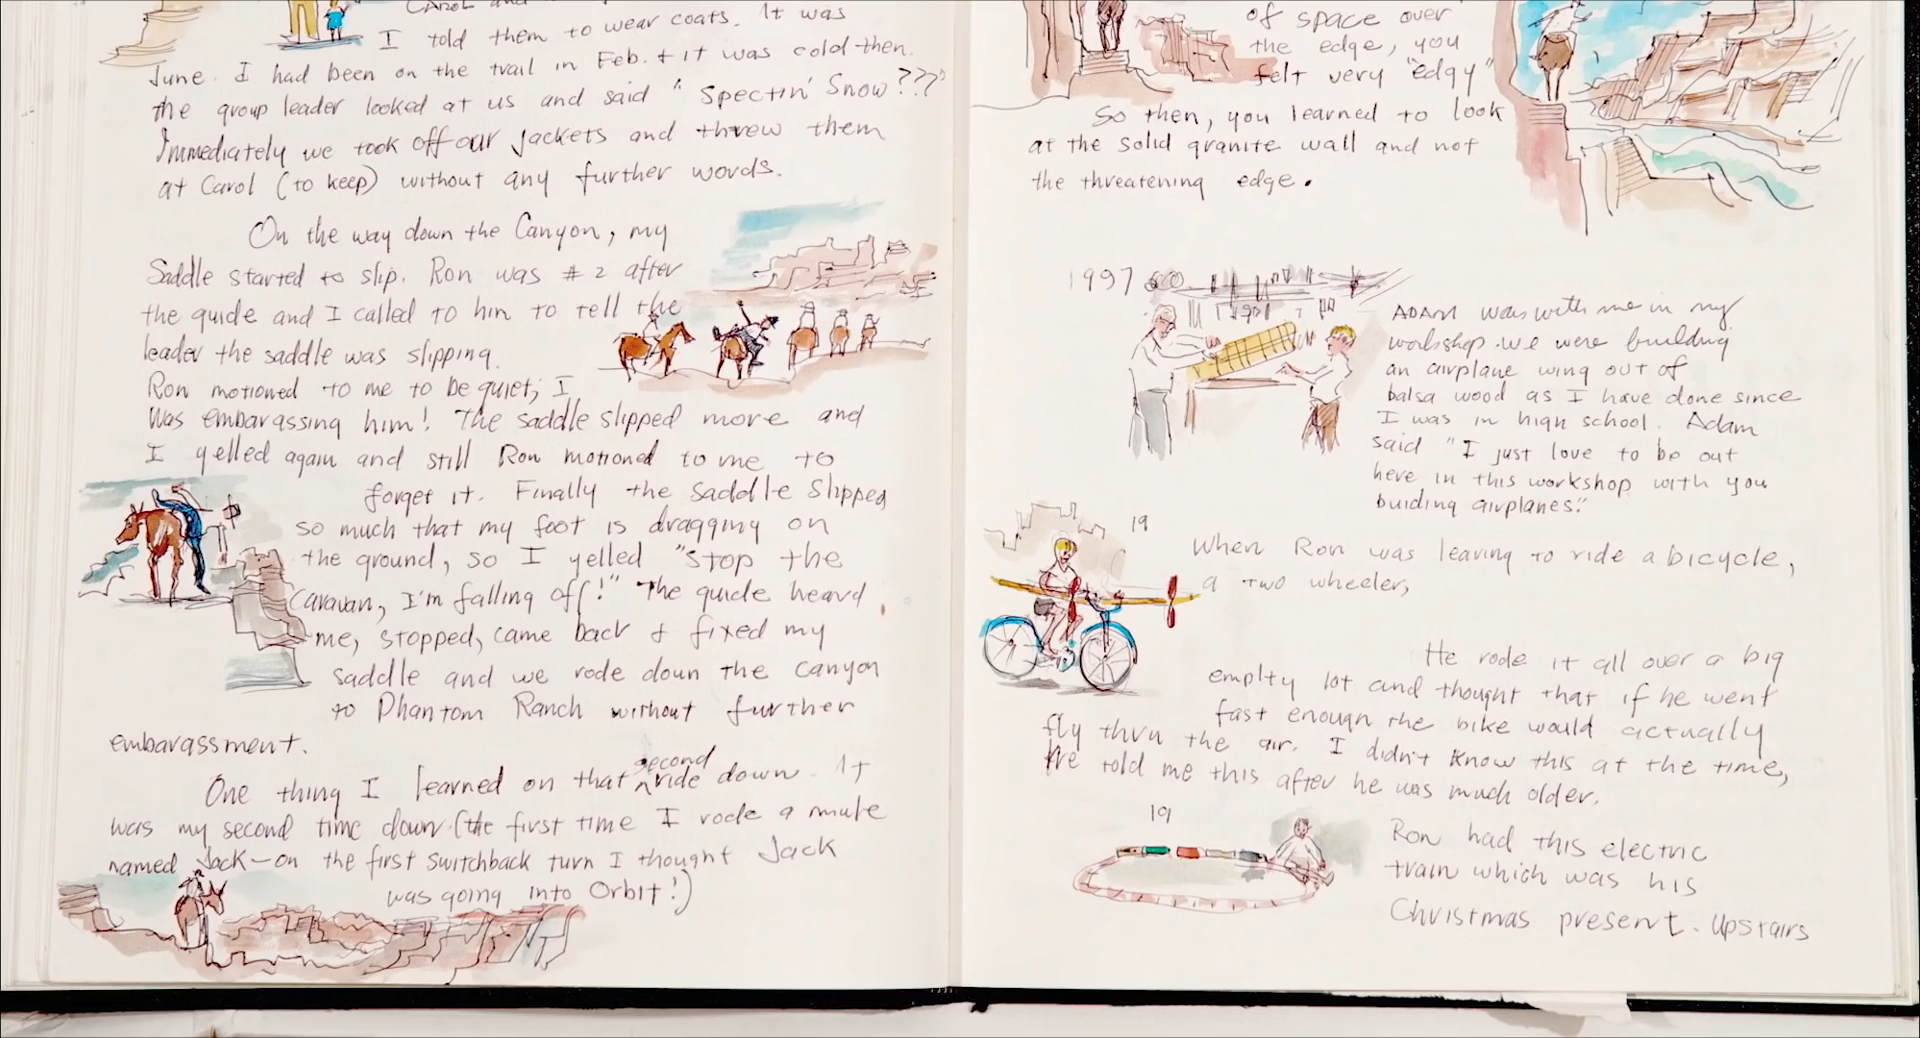 Carol and
I told them to wear coats. It was
June. I had been on the trail in Feb. + it was cold then.
the group leader looked at us and said "Spectin' Snow???"
Immediately we took off our jackets and threw them
at Carol (to keep) without any further words.
On the way down the Canyon, my
Saddle started to slip. Ron was #2 after
the guide and I called to him to tell the
leader the saddle was slipping.
Ron motioned to me to be quiet; I
was embarassing him! The saddle slipped more and
I yelled again and still Ron motioned to me to
forget it. Finally the saddle slipped
so much that my foot is dragging on
the ground, so I yelled "stop the
Caravan, I'm falling off!" The guide heard
me, stopped, came back & fixed my
saddle and we rode down the canyon
to Phantom Ranch without further
embarassment.
One thing I learned on that second ride down. It
was my second time down. (the first time I rode a mule
named Jack—on the first switchback turn I thought Jack
was going into Orbit!)
of space over
the edge, you
felt very "edgy"
So then, you learned to look
at the solid granite wall and not
the threatening edge.
1997
ADAM was with me in my
workshop. we were building
an airplane wing out of
balsa wood as I have done since
I was in high school. Adam
said "I just love to be out
here in this workshop with you
buiding airplanes."
19
When Ron was leaving to ride a bicycle,
a two wheeler,
He rode it all over a big
emplty lot and thought that if he went
fast enough the bike would actually
fly thru the air. I didn't know this at the time,
He told me this after he was much older.
19
Ron had this electric
train which was his
Christmas present. Upstairs